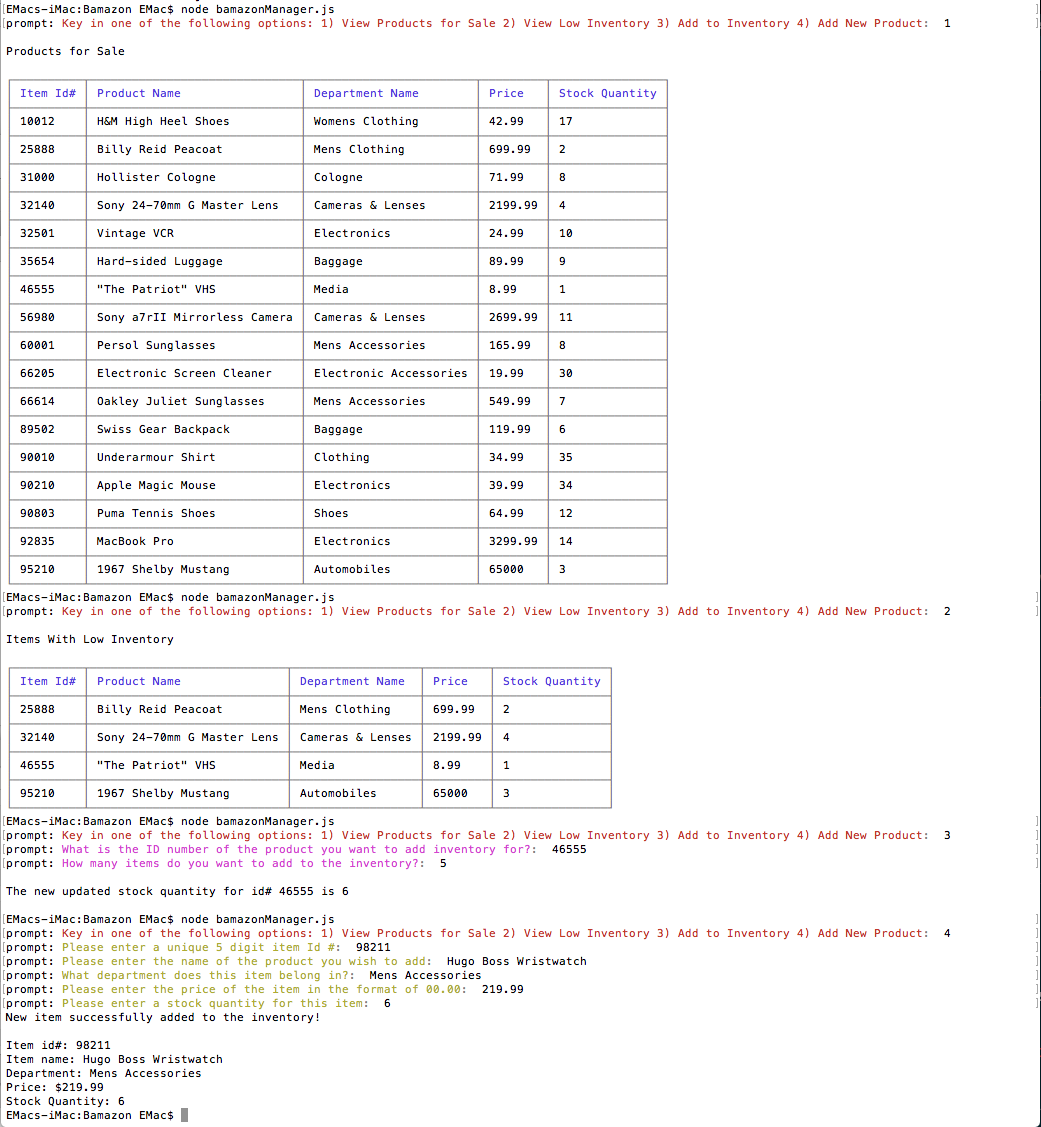 EMacs-iMac:Bamazon EMac$ node bamazonManager.js
prompt: Key in one of the following options: 1) View Products for Sale 2) View Low Inventory 3) Add to Inventory 4) Add New Product:  1
Products for Sale
Item Id# Product Name Department Name Price Stock Quantity
10012 H&M High Heel Shoes Womens Clothing 42.99 17
25888 Billy Reid Peacoat Mens Clothing 699.99 2
31000 Hollister Cologne Cologne 71.99 8
32140 Sony 24-70mm G Master Lens Cameras & Lenses 2199.99 4
32501 Vintage VCR Electronics 24.99 10
35654 Hard-sided Luggage Baggage 89.99 9
46555 "The Patriot" VHS Media 8.99 1
56980 Sony a7rII Mirrorless Camera Cameras & Lenses 2699.99 11
60001 Persol Sunglasses Mens Accessories 165.99 8
66205 Electronic Screen Cleaner Electronic Accessories 19.99 30
66614 Oakley Juliet Sunglasses Mens Accessories 549.99 7
89502 Swiss Gear Backpack Baggage 119.99 6
90010 Underarmour Shirt Clothing 34.99 35
90210 Apple Magic Mouse Electronics 39.99 34
90803 Puma Tennis Shoes Shoes 64.99 12
92835 MacBook Pro Electronics 3299.99 14
95210 1967 Shelby Mustang Automobiles 65000 3
EMacs-iMac:Bamazon EMac$ node bamazonManager.js
prompt: Key in one of the following options: 1) View Products for Sale 2) View Low Inventory 3) Add to Inventory 4) Add New Product:  2
Items With Low Inventory
Item Id# Product Name Department Name Price Stock Quantity
25888 Billy Reid Peacoat Mens Clothing 699.99 2
32140 Sony 24-70mm G Master Lens Cameras & Lenses 2199.99 4
46555 "The Patriot" VHS Media 8.99 1
95210 1967 Shelby Mustang Automobiles 65000 3
EMacs-iMac:Bamazon EMac$ node bamazonManager.js
prompt: Key in one of the following options: 1) View Products for Sale 2) View Low Inventory 3) Add to Inventory 4) Add New Product:  3
prompt: What is the ID number of the product you want to add inventory for?:  46555
prompt: How many items do you want to add to the inventory?:  5
The new updated stock quantity for id# 46555 is 6
EMacs-iMac:Bamazon EMac$ node bamazonManager.js
prompt: Key in one of the following options: 1) View Products for Sale 2) View Low Inventory 3) Add to Inventory 4) Add New Product:  4
prompt: Please enter a unique 5 digit item Id #:  98211
prompt: Please enter the name of the product you wish to add:  Hugo Boss Wristwatch
prompt: What department does this item belong in?:  Mens Accessories
prompt: Please enter the price of the item in the format of 00.00:  219.99
prompt: Please enter a stock quantity for this item:  6
New item successfully added to the inventory!
Item id#: 98211
Item name: Hugo Boss Wristwatch
Department: Mens Accessories
Price: $219.99
Stock Quantity: 6
EMacs-iMac:Bamazon EMac$